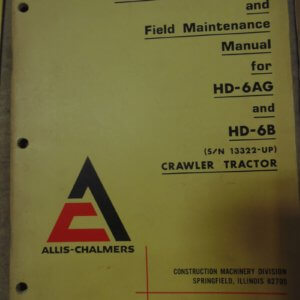 and
Field Maintenance
Manual
for
HD-6AG
and
HD-6B
(S/N 13322-UP)
CRAWLER TRACTOR
ALLIS-CHALMERS
CONSTRUCTION MACHINERY DIVISION
SPRINGFIELD, ILLINOIS 62705